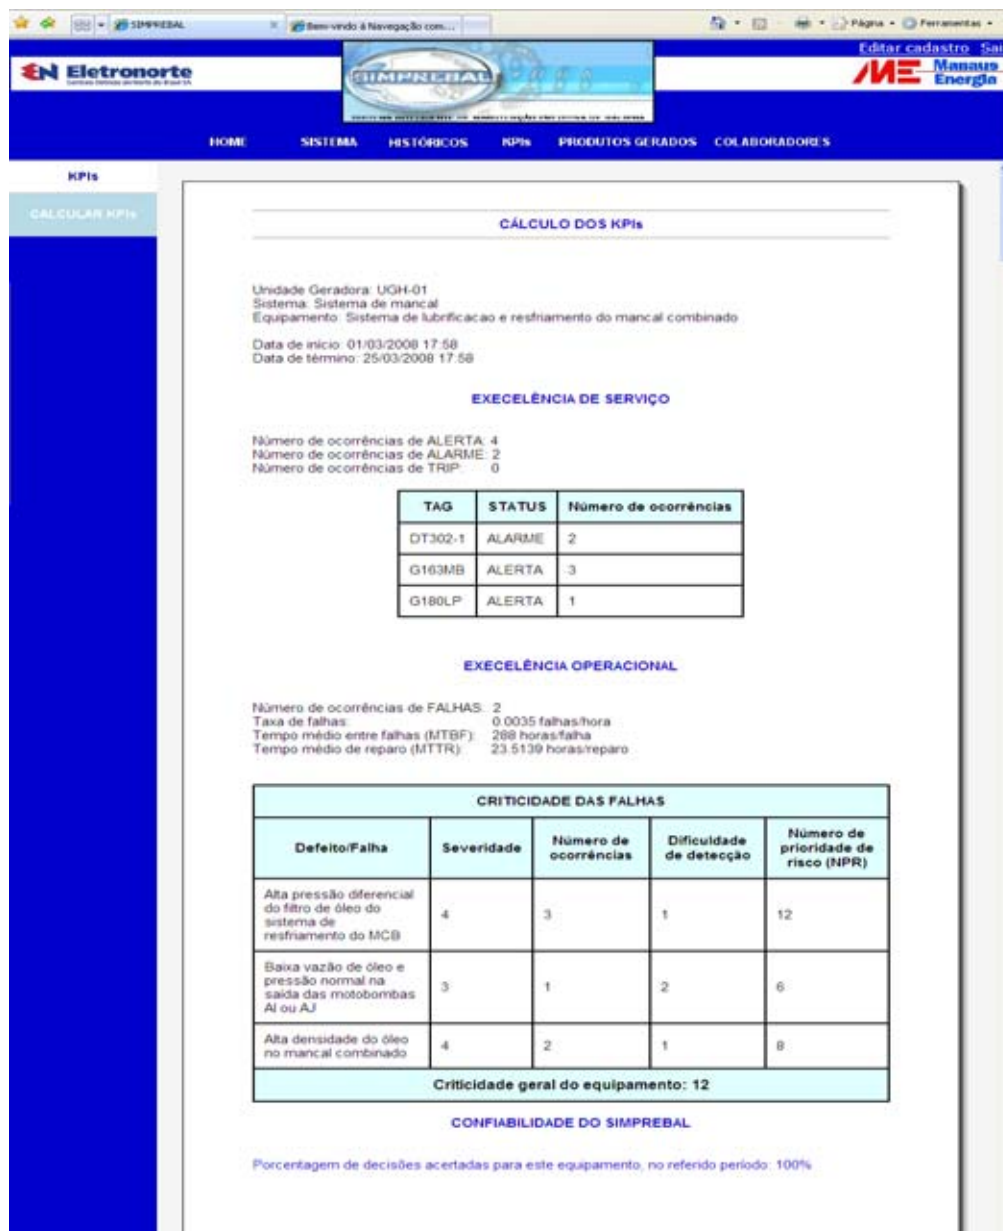 SIMPREBAL
Bem-vindo à Navegação com...
Página
Ferramentas
Editar cadastro Sai
Eletronorte
SIMPREBAL
ME Manaus Energia
HOME SISTEMA HISTÓRICOS KPIs PRODUTOS GERADOS COLABORADORES
KPIs
CALCULAR KPIs
CÁLCULO DOS KPIs
Unidade Geradora: UGH-01
Sistema: Sistema de mancal
Equipamento: Sistema de lubrificacao e resfriamento do mancal combinado
Data de início: 01/03/2008 17:58
Data de término: 25/03/2008 17:58
EXECELÊNCIA DE SERVIÇO
Número de ocorrências de ALERTA: 4
Número de ocorrências de ALARME: 2
Número de ocorrências de TRIP: 0
TAG STATUS Número de ocorrências
DT302-1 ALARME 2
G163MB ALERTA 3
G180LP ALERTA 1
EXECELÊNCIA OPERACIONAL
Número de ocorrências de FALHAS: 2
Taxa de falhas: 0.0035 falhas/hora
Tempo médio entre falhas (MTBF): 288 horas/falha
Tempo médio de reparo (MTTR): 23.5139 horas/reparo
CRITICIDADE DAS FALHAS
Defeito/Falha Severidade Número de ocorrências Dificuldade de detecção Número de prioridade de risco (NPR)
Alta pressão diferencial
do filtro de óleo do
sistema de
resfriamento do MCB
4 3 1 12
Baixa vazão de óleo e
pressão normal na
saída das motobombas
AI ou AJ
3 1 2 6
Alta densidade do óleo
no mancal combinado
4 2 1 8
Criticidade geral do equipamento: 12
CONFIABILIDADE DO SIMPREBAL
Porcentagem de decisões acertadas para este equipamento, no referido período: 100%